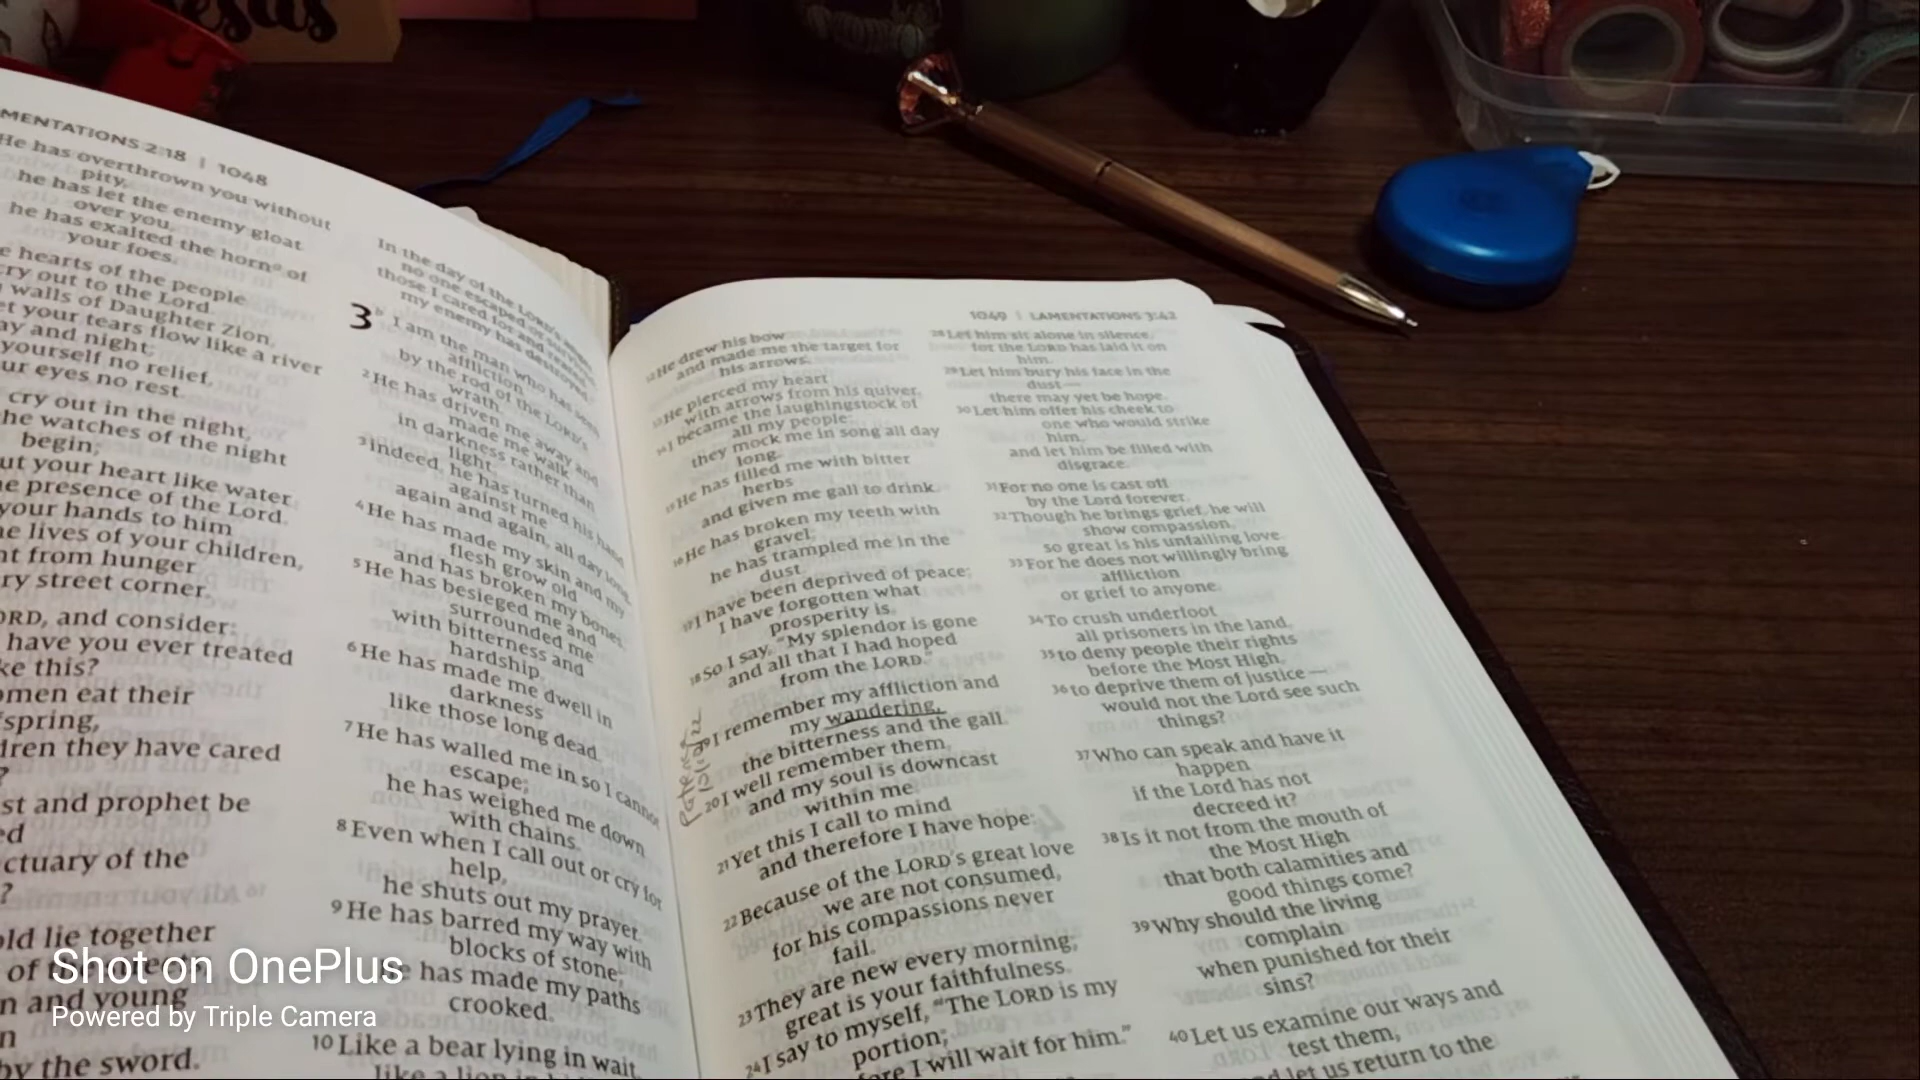 esus
MENTATIONS 2:18 | 1048
He has overthrown you without
pity,
he has let the enemy gloat
over you,
he has exalted the horn of
your foes.
e hearts of the people
cry out to the Lord.
walls of Daughter Zion,
et your tears flow like a river
ay and night;
yourself no relief,
ur eyes no rest.
cry out in the night,
he watches of the night
begin;
ut your heart like water
e presence of the Lord.
your hands to him
he lives of your children,
nt from hunger
ry street corner.
ORD, and consider:
have you ever treated
ke this?
omen eat their
fspring,
dren they have cared
?
st and prophet be
ed
ctuary of the
?
old lie together
of the streets;
n and young
n
by the sword.
In the day of the LORD's anger
no one escaped or survived;
those I cared for and reared
my enemy has destroyed.
3 b I am the man who has seen
affliction
by the rod of the LORD's
wrath.
2 He has driven me away and
made me walk
in darkness rather than
light;
3 indeed, he has turned his hand
against me
again and again, all day long.
4 He has made my skin and my
flesh grow old
and has broken my bones.
5 He has besieged me and
surrounded me
with bitterness and
hardship.
6 He has made me dwell in
darkness
like those long dead.
7 He has walled me in so I cannot
escape;
he has weighed me down
with chains.
8 Even when I call out or cry for
help,
he shuts out my prayer.
9 He has barred my way with
blocks of stone;
he has made my paths
crooked.
10 Like a bear lying in wait,
like a lion in
1049 | LAMENTATIONS 3:42
12 He drew his bow
and made me the target for
his arrows.
13 He pierced my heart
with arrows from his quiver.
14 I became the laughingstock of
all my people;
they mock me in song all day
long.
15 He has filled me with bitter
herbs
and given me gall to drink.
16 He has broken my teeth with
gravel;
he has trampled me in the
dust.
17 I have been deprived of peace;
I have forgotten what
prosperity is.
18 So I say, "My splendor is gone
and all that I had hoped
from the LORD."
19 I remember my affliction and
my wandering,
the bitterness and the gall.
20 I well remember them,
and my soul is downcast
within me.
21 Yet this I call to mind
and therefore I have hope:
22 Because of the LORD's great love
we are not consumed,
for his compassions never
fail.
23 They are new every morning;
great is your faithfulness.
24 I say to myself, "The LORD is my
portion;
fore I will wait for him."
28 Let him sit alone in silence,
for the LORD has laid it on
him.
29 Let him bury his face in the
dust—
there may yet be hope.
30 Let him offer his cheek to
one who would strike
him,
and let him be filled with
disgrace.
31 For no one is cast off
by the Lord forever.
32 Though he brings grief, he will
show compassion,
so great is his unfailing love.
33 For he does not willingly bring
affliction
or grief to anyone.
34 To crush underfoot
all prisoners in the land,
35 to deny people their rights
before the Most High,
36 to deprive them of justice—
would not the Lord see such
things?
37 Who can speak and have it
happen
if the Lord has not
decreed it?
38 Is it not from the mouth of
the Most High
that both calamities and
good things come?
39 Why should the living
complain
when punished for their
sins?
40 Let us examine our ways and
test them,
and let us return to the
Shot on OnePlus
Powered by Triple Camera